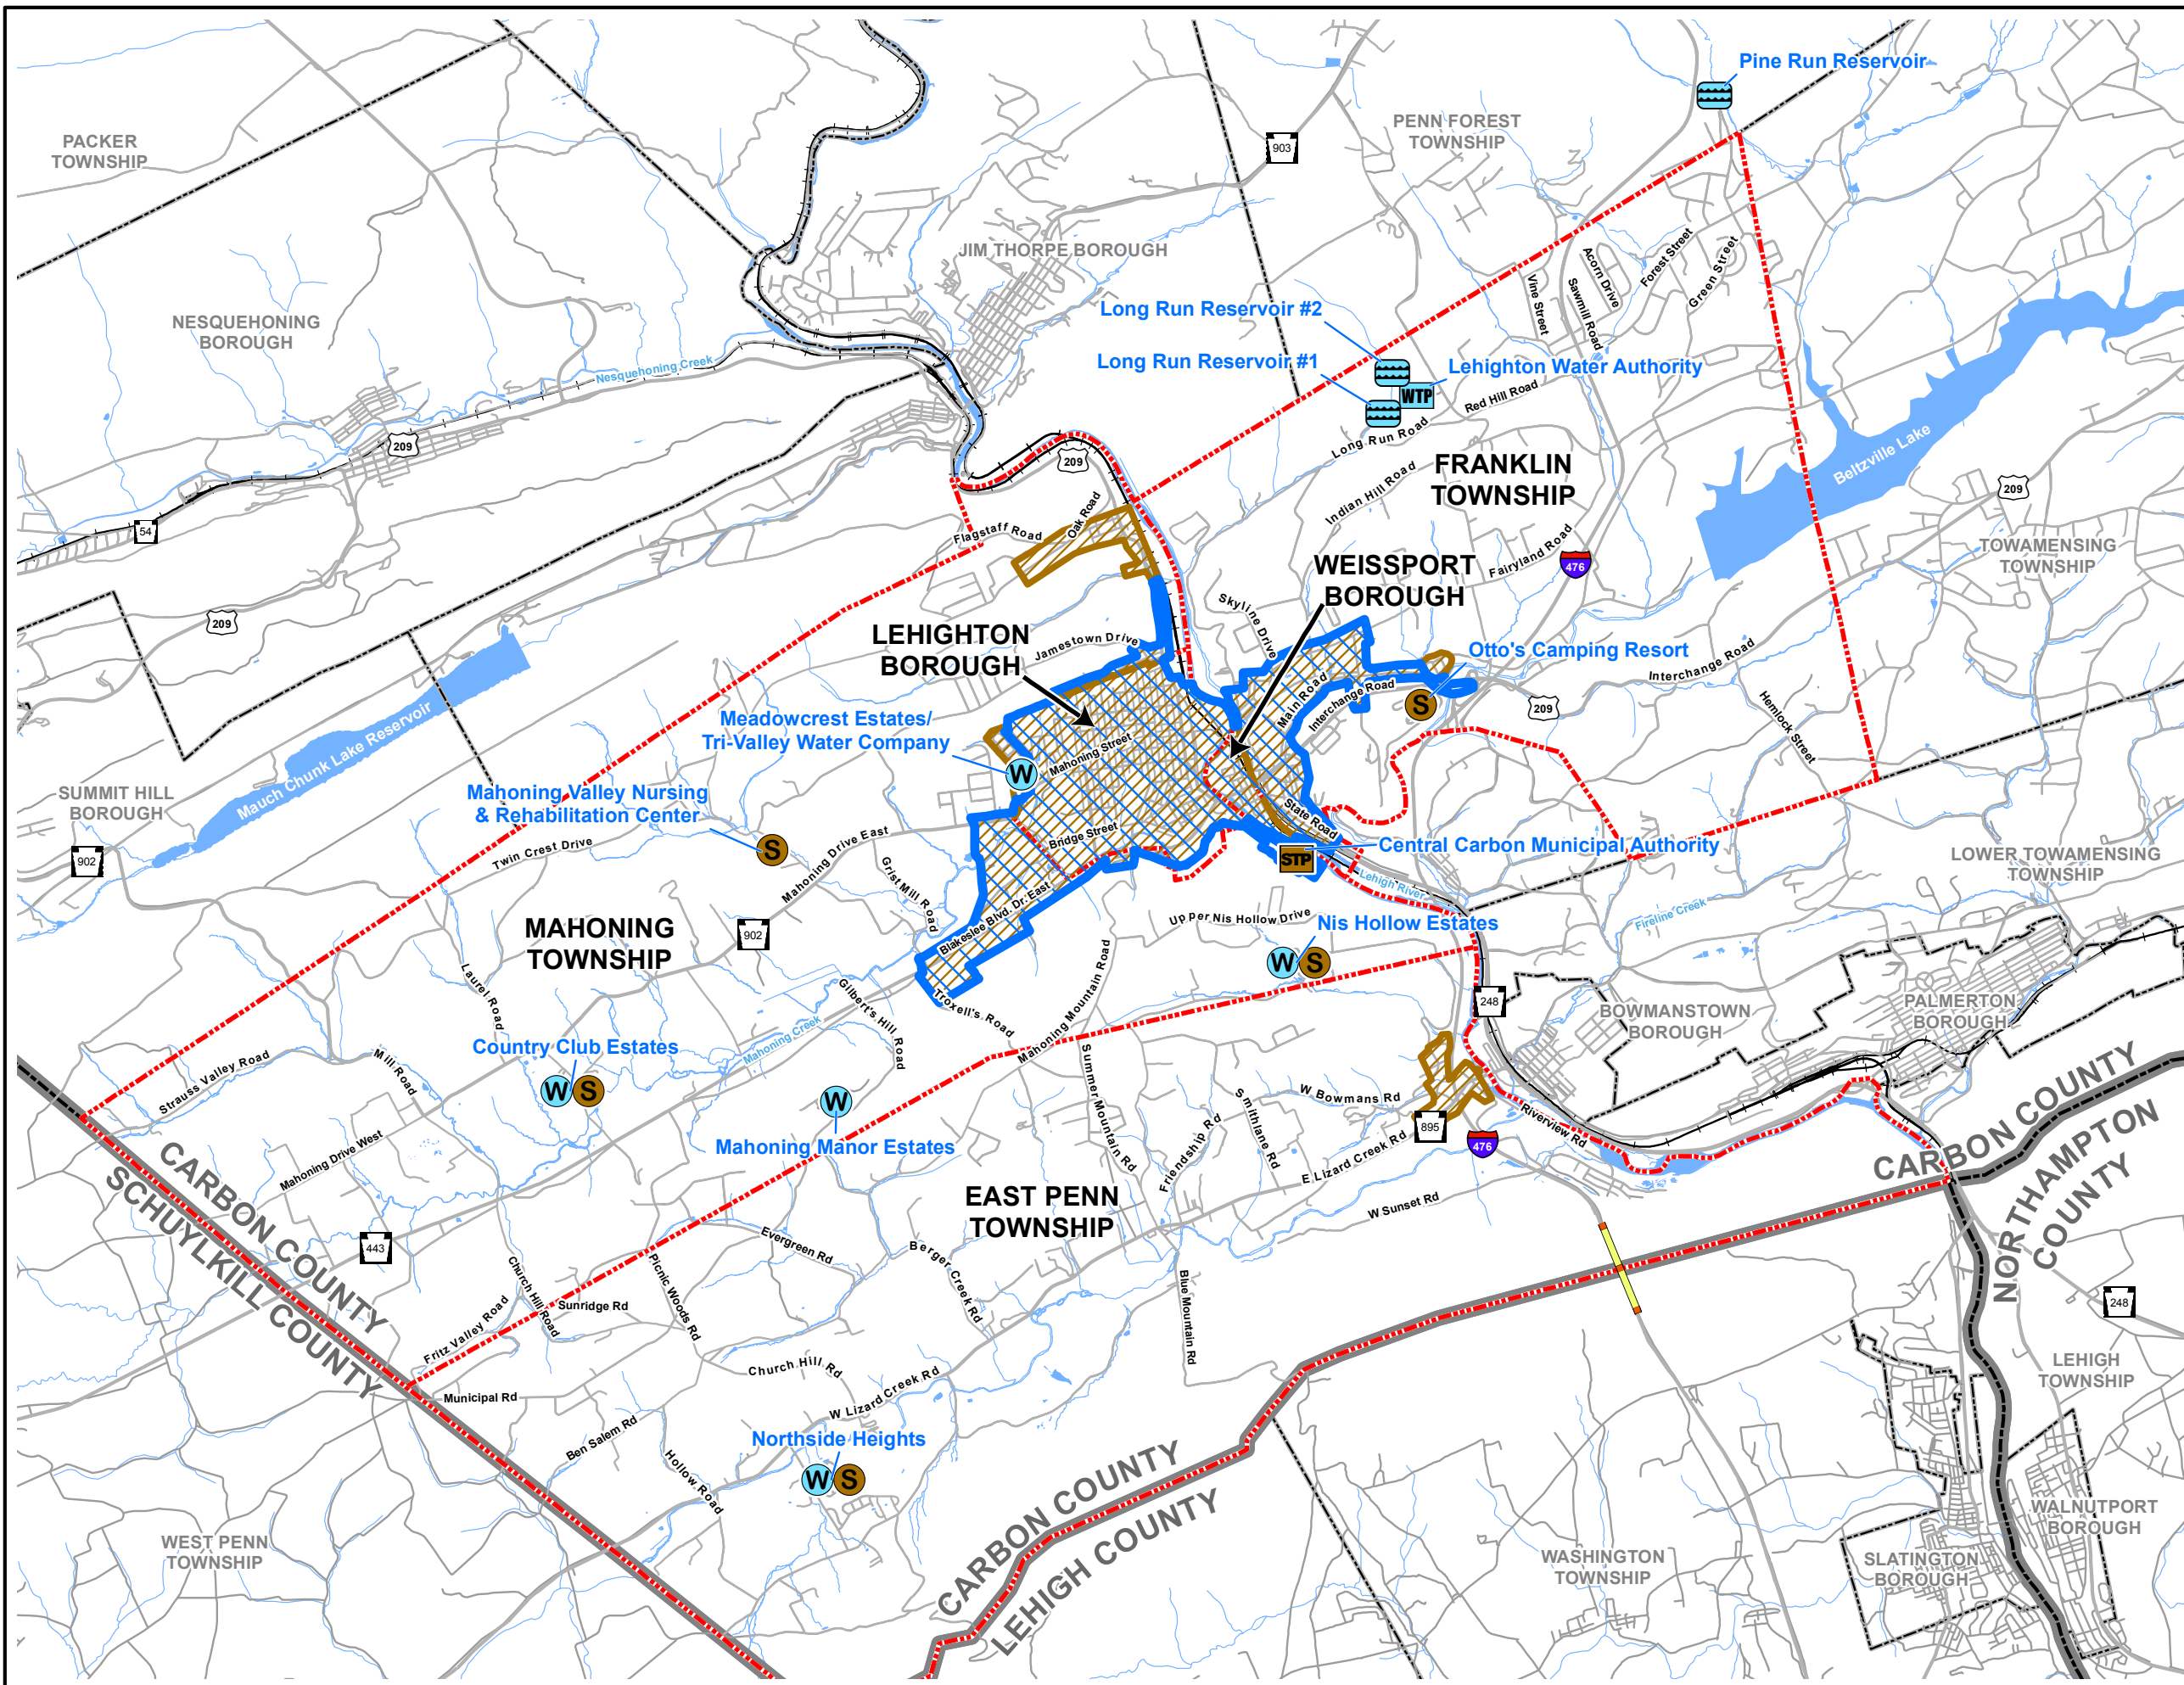 Pine Run Reservoir
PACKER
TOWNSHIP
903
PENN FOREST
TOWNSHIP
JIM THORPE BOROUGH
Acorn Drive
Forest Street
Green Street
Vine Street
Sawmill Road
Long Run Reservoir #2
NESQUEHONING
BOROUGH
Nesquehoning Creek
Long Run Reservoir #1
Lehighton Water Authority
WTP
Red Hill Road
Long Run Road
209
209
Beltzville Lake
FRANKLIN
TOWNSHIP
Indian Hill Road
209
54
Oak Road
Flagstaff Road
Fairyland Road
476
TOWAMENSING
TOWNSHIP
WEISSPORT
BOROUGH
209
Skyline Drive
LEHIGHTON
BOROUGH
Jamestown Drive
Otto's Camping Resort
Interchange Road
S
Main Road
Interchange Road
209
Hemlock Street
Mauch Chunk Lake Reservoir
Meadowcrest Estates/
Tri-Valley Water Company
Mahoning Street
W
SUMMIT HILL
BOROUGH
Mahoning Valley Nursing
& Rehabilitation Center
S
State Road
Bridge Street
902
Twin Crest Drive
Mahoning Drive East
Central Carbon Municipal Authority
STP
LOWER TOWAMENSING
TOWNSHIP
Grist Mill Road
Lehigh River
Blakeslee Blvd. Dr. East
Upper Nis Hollow Drive
Nis Hollow Estates
Fireline Creek
MAHONING
TOWNSHIP
902
W S
Laurel Road
Gilbert's Hill Road
Troxell's Road
Mahoning Mountain Road
248
BOWMANSTOWN
BOROUGH
PALMERTON
BOROUGH
Mahoning Creek
Country Club Estates
Strauss Valley Road
Mill Road
W S
W
Mahoning Manor Estates
Summer Mountain Rd
Smithlane Rd
W Bowmans Rd
Friendship Rd
895
476
Riverview Rd
E Lizard Creek Rd
CARBON COUNTY
SCHUYLKILL COUNTY
Mahoning Drive West
CARBON COUNTY
NORTHAMPTON
COUNTY
EAST PENN
TOWNSHIP
W Sunset Rd
443
Evergreen Rd
Berger Creek Rd
Picnic Woods Rd
Church Hill Road
Sunridge Rd
Fritz Valley Road
Blue Mountain Rd
248
Municipal Rd
Church Hill Rd
W Lizard Creek Rd
LEHIGH
TOWNSHIP
Ben Salem Rd
Hollow Road
Northside Heights
W S
CARBON COUNTY
LEHIGH COUNTY
WEST PENN
TOWNSHIP
WASHINGTON
TOWNSHIP
SLATINGTON
BOROUGH
WALNUTPORT
BOROUGH